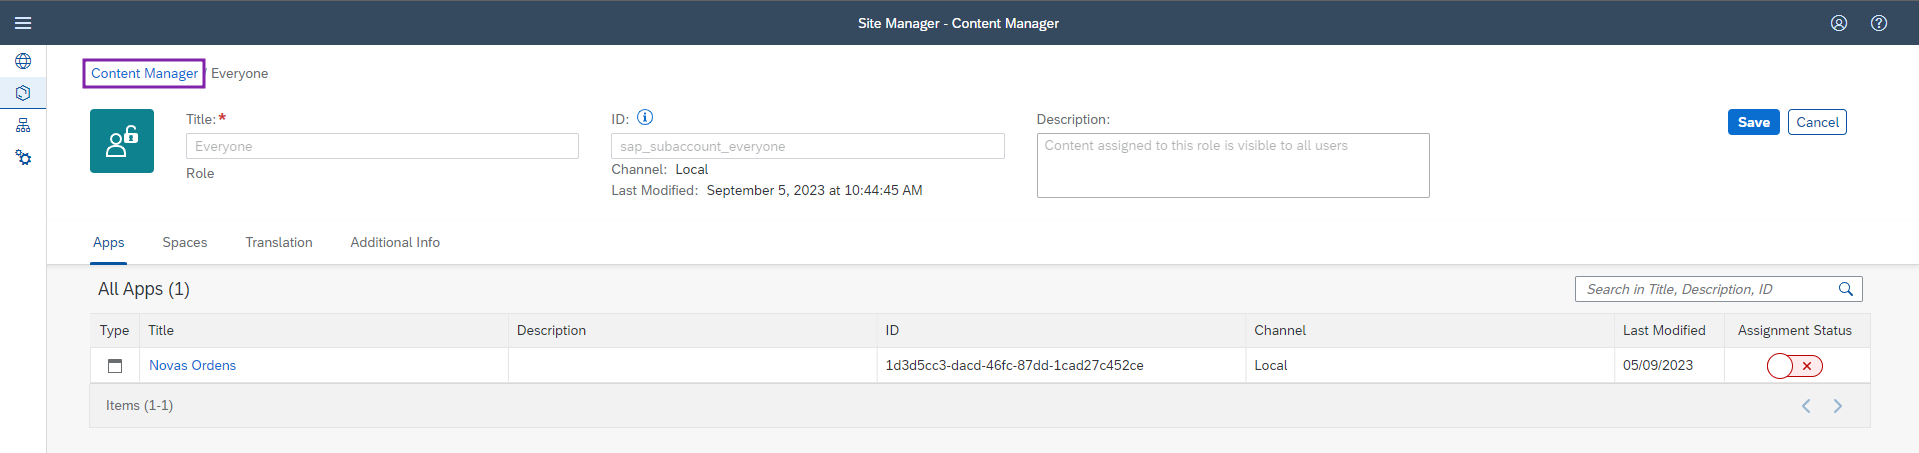 Site Manager - Content Manager
Content Manager / Everyone
Title: *
Everyone
Role
ID:
sap_subaccount_everyone
Channel: Local
Last Modified: September 5, 2023 at 10:44:45 AM
Description:
Content assigned to this role is visible to all users
Save Cancel
Apps Spaces Translation Additional Info
All Apps (1)
Search in Title, Description, ID
Type Title Description ID Channel Last Modified Assignment Status
Novas Ordens 1d3d5cc3-dacd-46fc-87dd-1cad27c452ce Local 05/09/2023
Items (1-1)